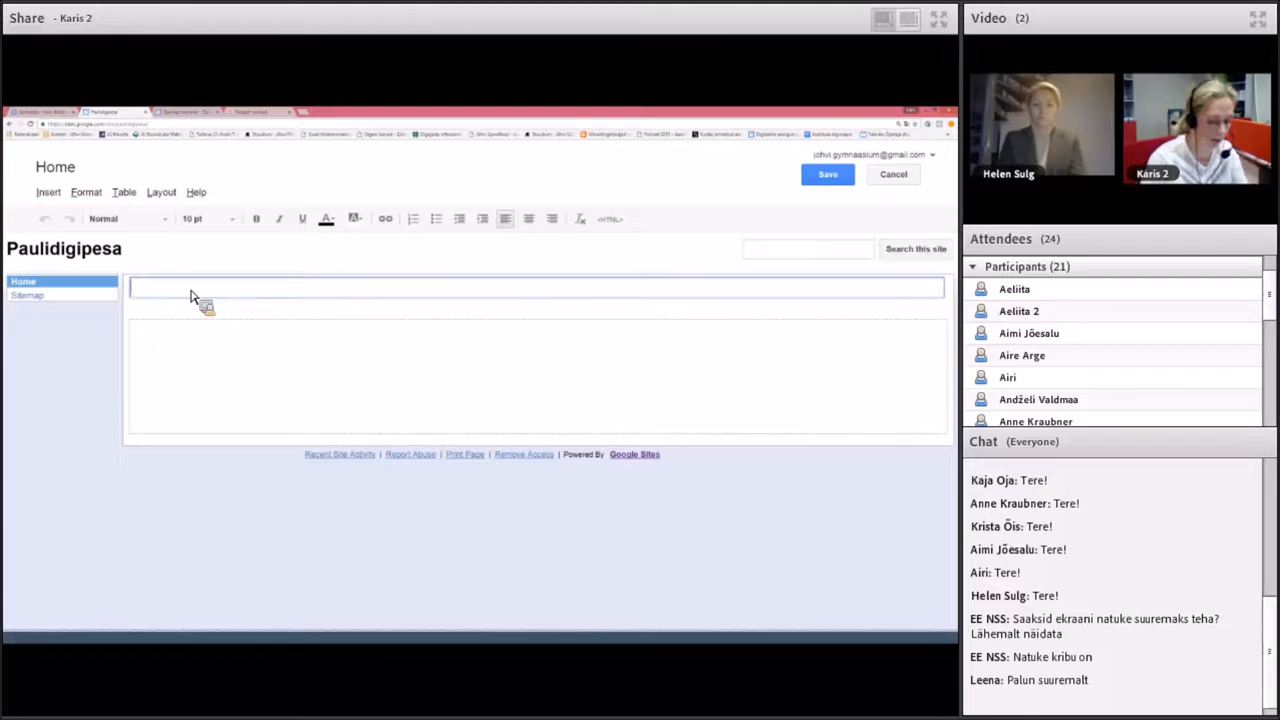 Share - Karis 2
Home
johvi.gymnaasium@gmail.com
Save
Cancel
Insert Format Table Layout Help
Normal 10 pt B I U A <HTML>
Paulidigipesa
Search this site
Home
Sitemap
Recent Site Activity | Report Abuse | Print Page | Remove Access | Powered By Google Sites
Video (2)
Helen Sulg
Karis 2
Attendees (24)
Participants (21)
Aeliita
Aeliita 2
Aimi Jõesalu
Aire Arge
Airi
Andželi Valdmaa
Anne Kraubner
Chat (Everyone)
Kaja Oja: Tere!
Anne Kraubner: Tere!
Krista Õis: Tere!
Aimi Jõesalu: Tere!
Airi: Tere!
Helen Sulg: Tere!
EE NSS: Saaksid ekraani natuke suuremaks teha?
Lähemalt näidata
EE NSS: Natuke kribu on
Leena: Palun suuremalt